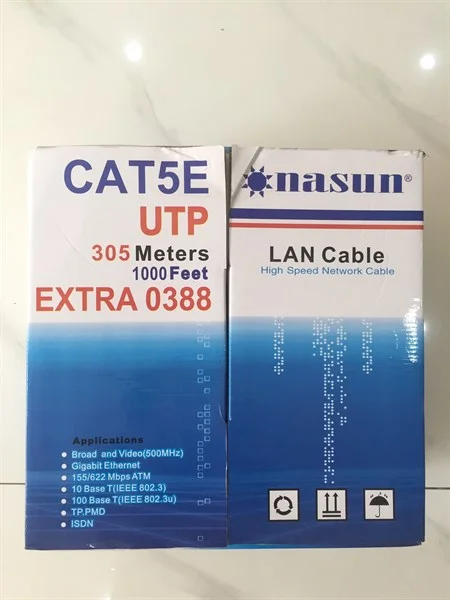 CAT5E
UTP
305 Meters
1000 Feet
EXTRA 0388
Applications
Broad and Video(500MHz)
Gigabit Ethernet
155/622 Mbps ATM
10 Base T(IEEE 802.3)
100 Base T(IEEE 802.3u)
TP.PMD
ISDN
nasun®
LAN Cable
High Speed Network Cable